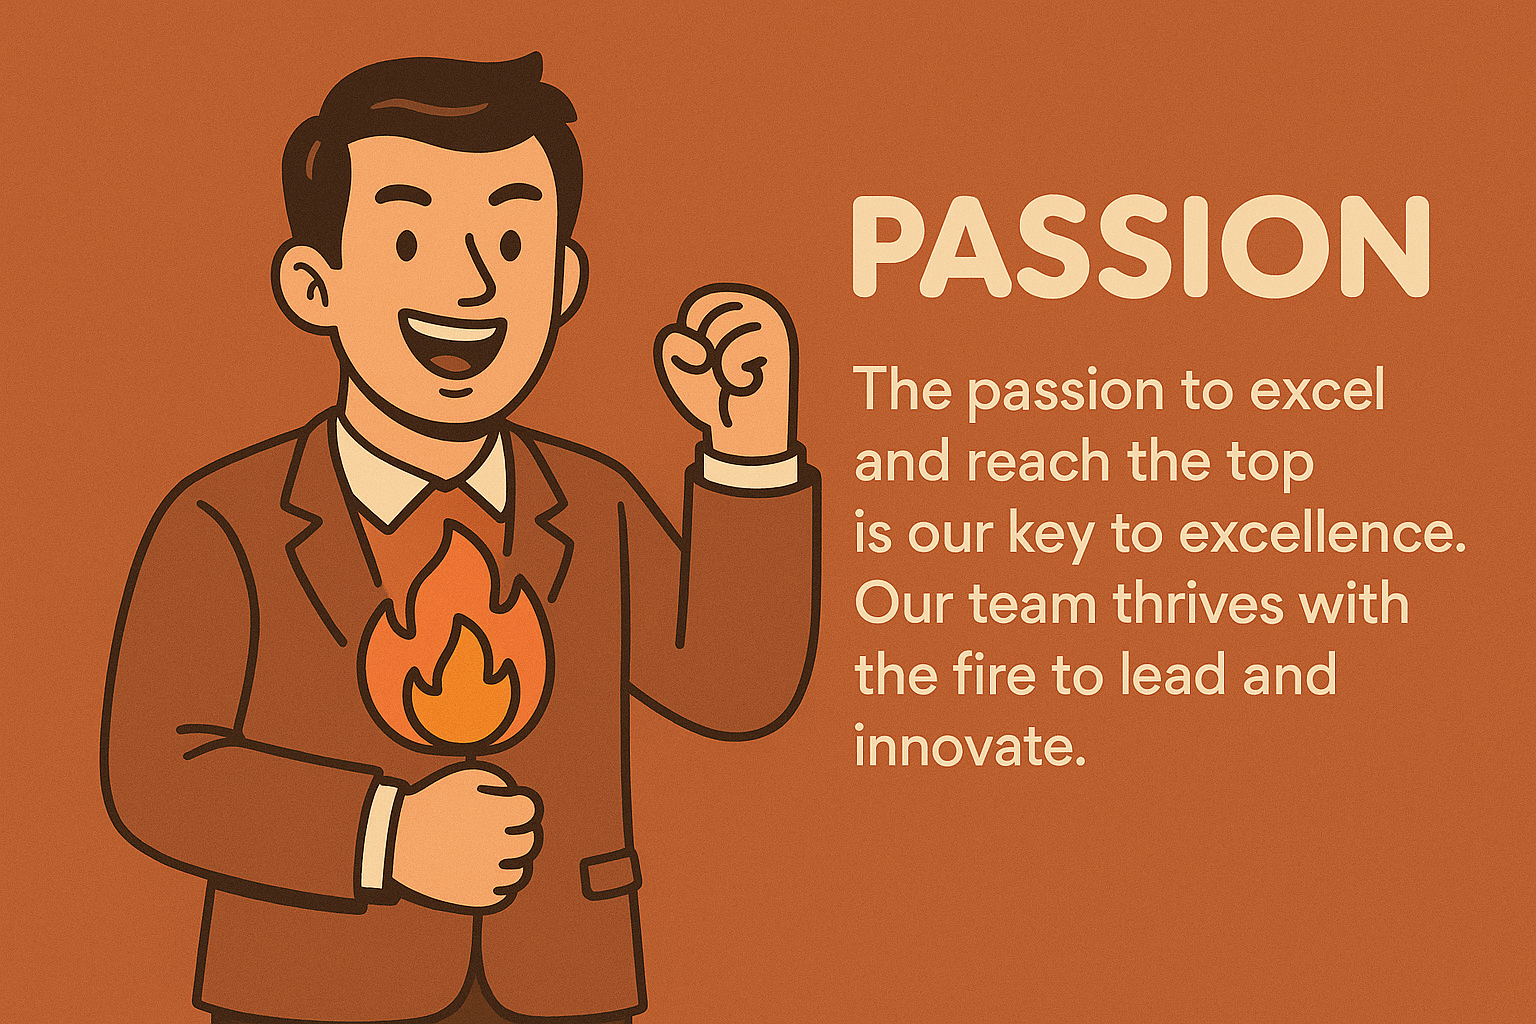 PASSION
The passion to excel
and reach the top
is our key to excellence.
Our team thrives with
the fire to lead and
innovate.